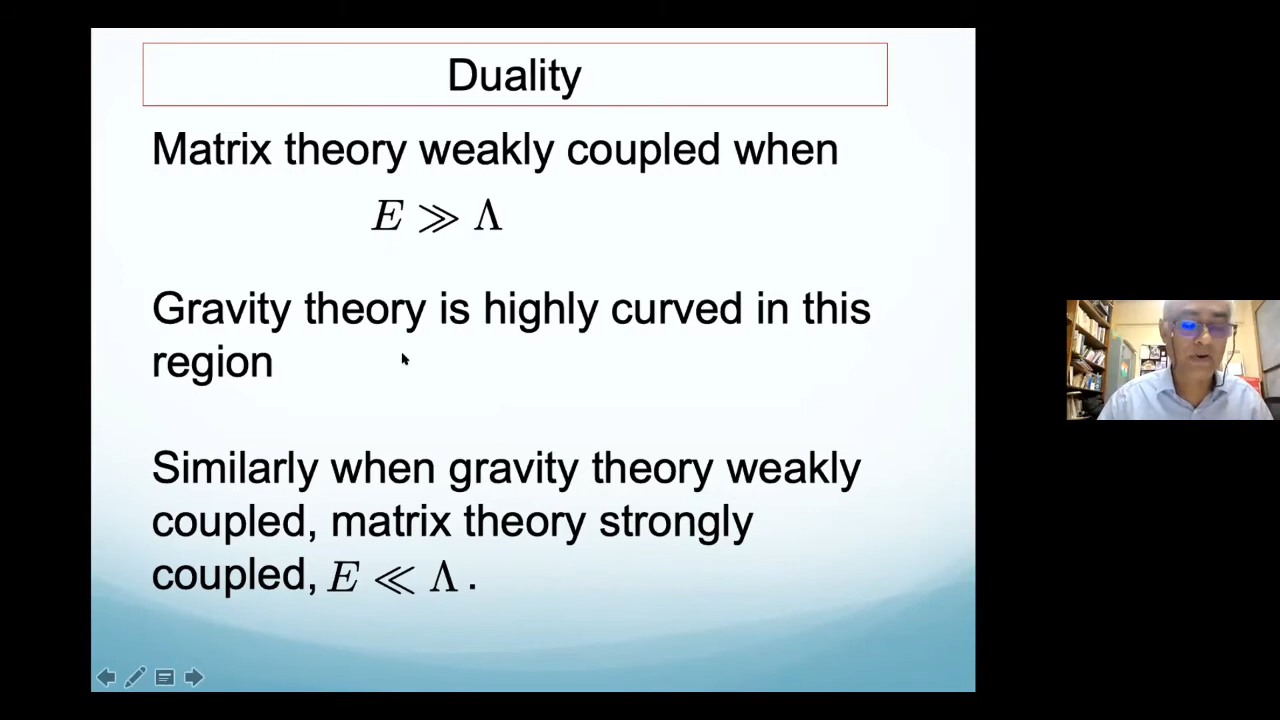 Duality
Matrix theory weakly coupled when
E ≫ Λ
Gravity theory is highly curved in this
region
Similarly when gravity theory weakly
coupled, matrix theory strongly
coupled, E ≪ Λ .